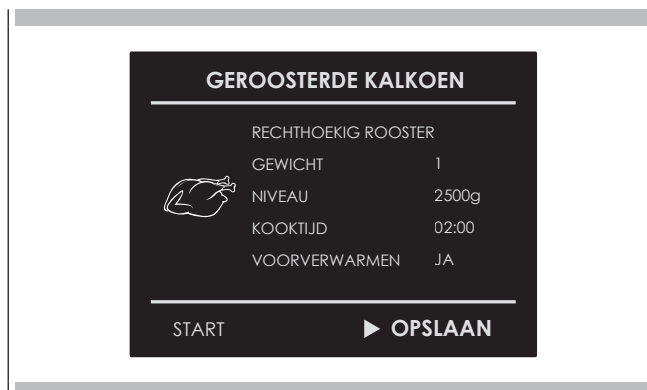 GEROOSTERDE KALKOEN
RECHTHOEKIG ROOSTER
GEWICHT 1
NIVEAU 2500g
KOOKTIJD 02:00
VOORVERWARMEN JA
START ▶ OPSLAAN